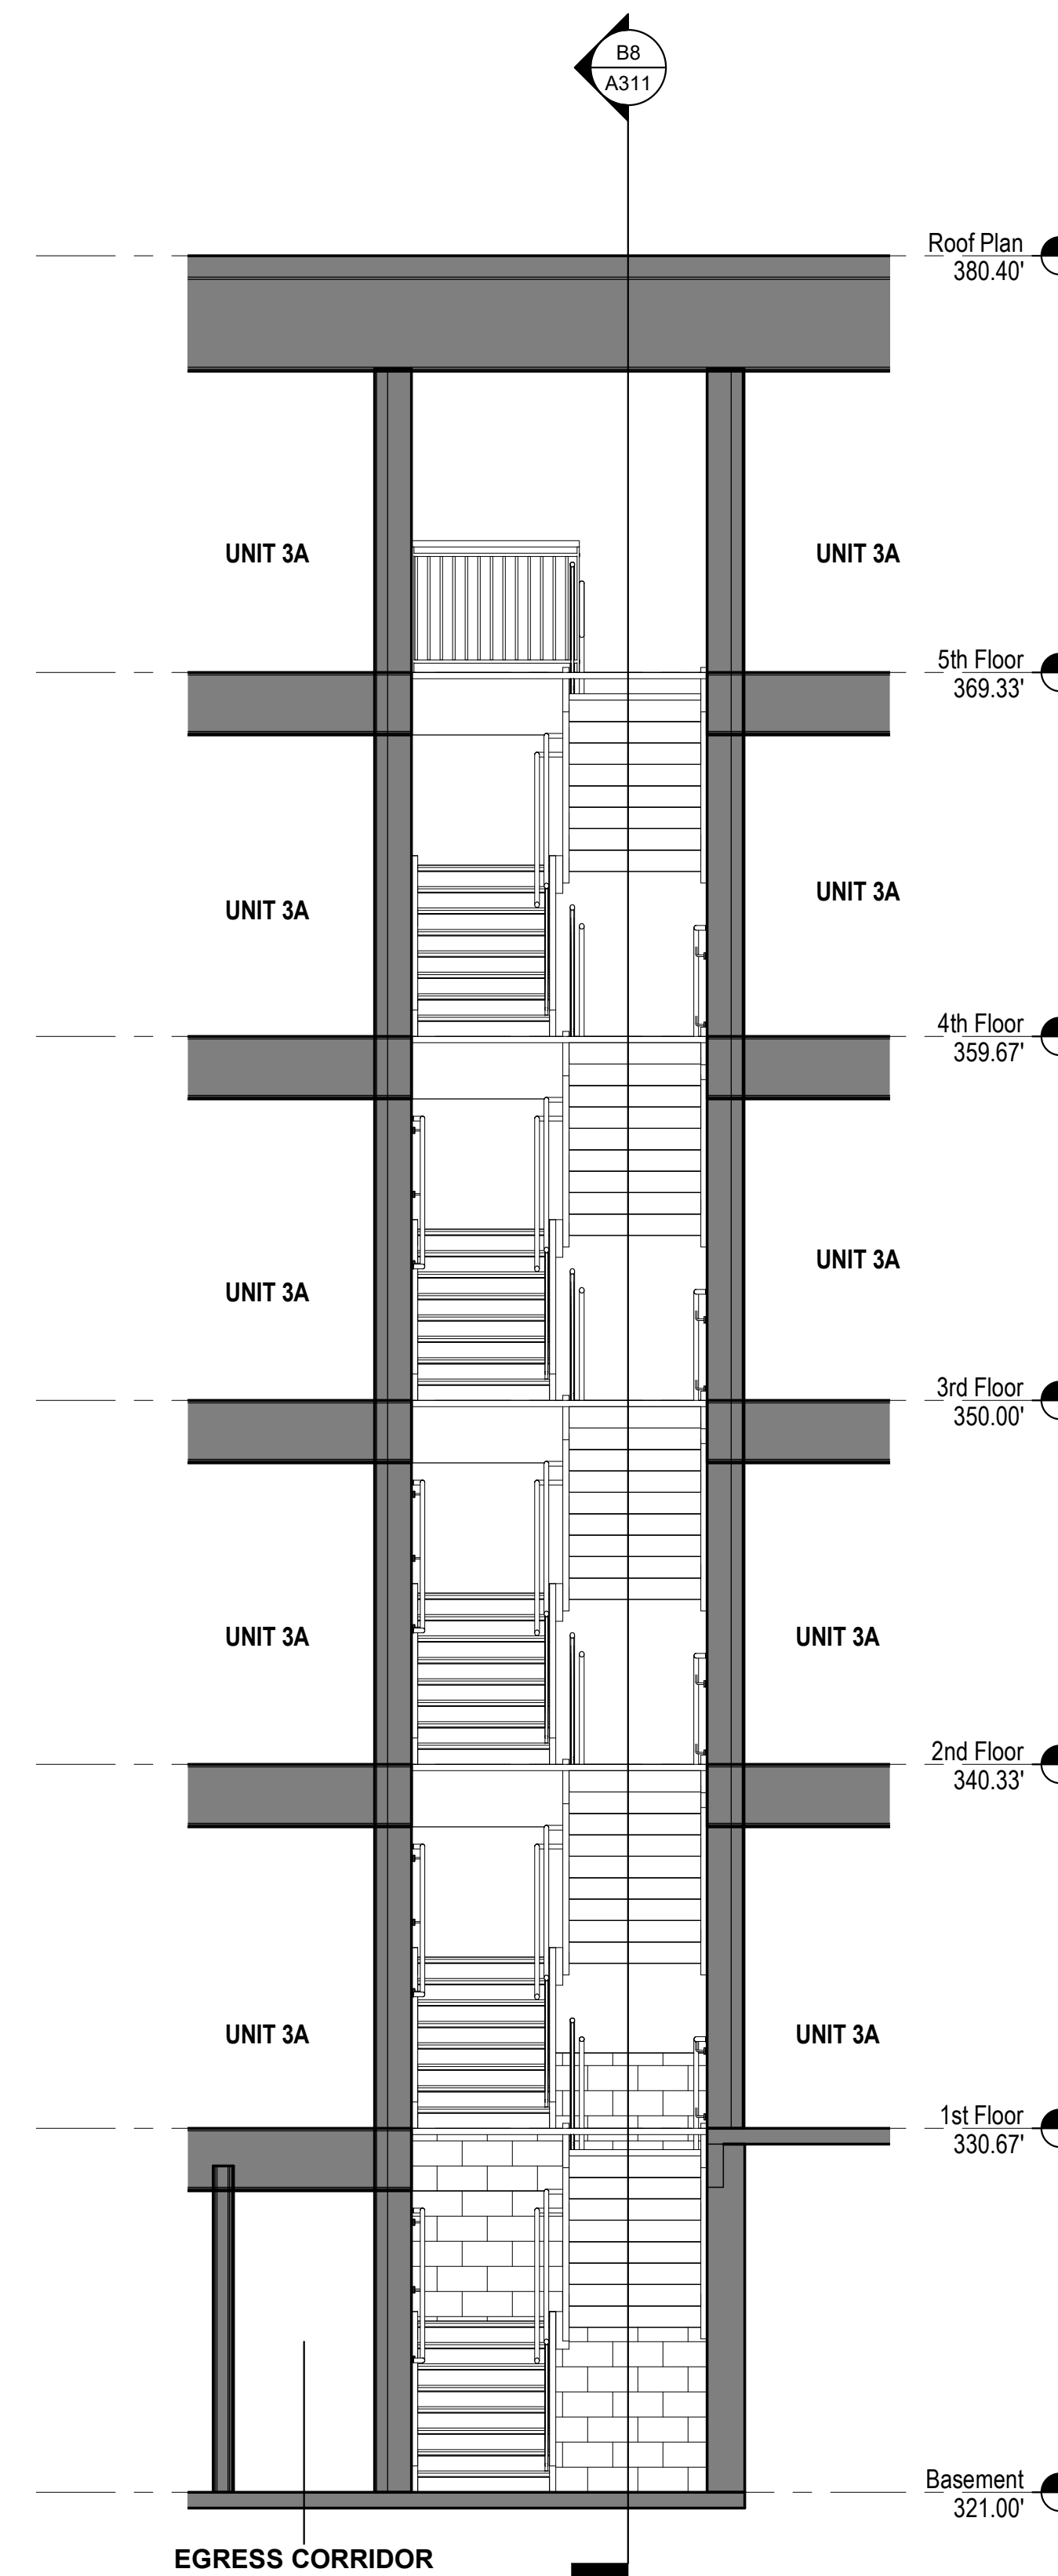 B8
A311
Roof Plan
380.40'
UNIT 3A
UNIT 3A
5th Floor
369.33'
UNIT 3A
UNIT 3A
4th Floor
359.67'
UNIT 3A
UNIT 3A
3rd Floor
350.00'
UNIT 3A
UNIT 3A
2nd Floor
340.33'
UNIT 3A
UNIT 3A
1st Floor
330.67'
Basement
321.00'
EGRESS CORRIDOR